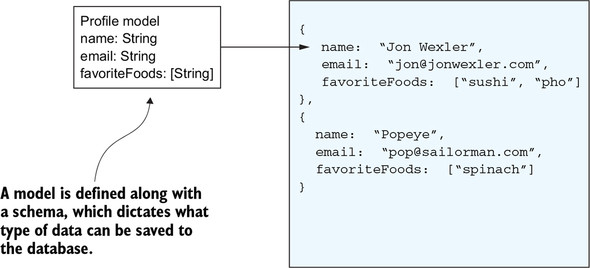 Profile model
name: String
email: String
favoriteFoods: [String]
A model is defined along with
a schema, which dictates what
type of data can be saved to
the database.
{
name: “Jon Wexler”,
email: “jon@jonwexler.com”,
favoriteFoods: [“sushi”, “pho”]
},
{
name: “Popeye”,
email: “pop@sailorman.com”,
favoriteFoods: [“spinach”]
}